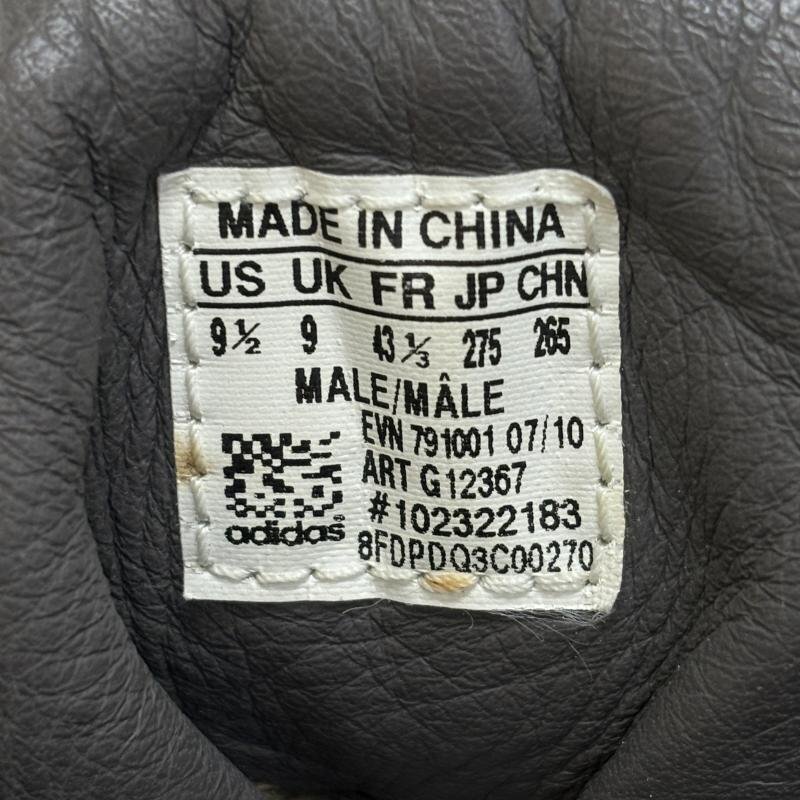 MADE IN CHINA
US UK FR JP CHN
9½ 9 43⅓ 275 265
MALE/MÂLE
EVN 791001 07/10
ART G12367
#102322183
adidas®
8FDPDQ3C00270